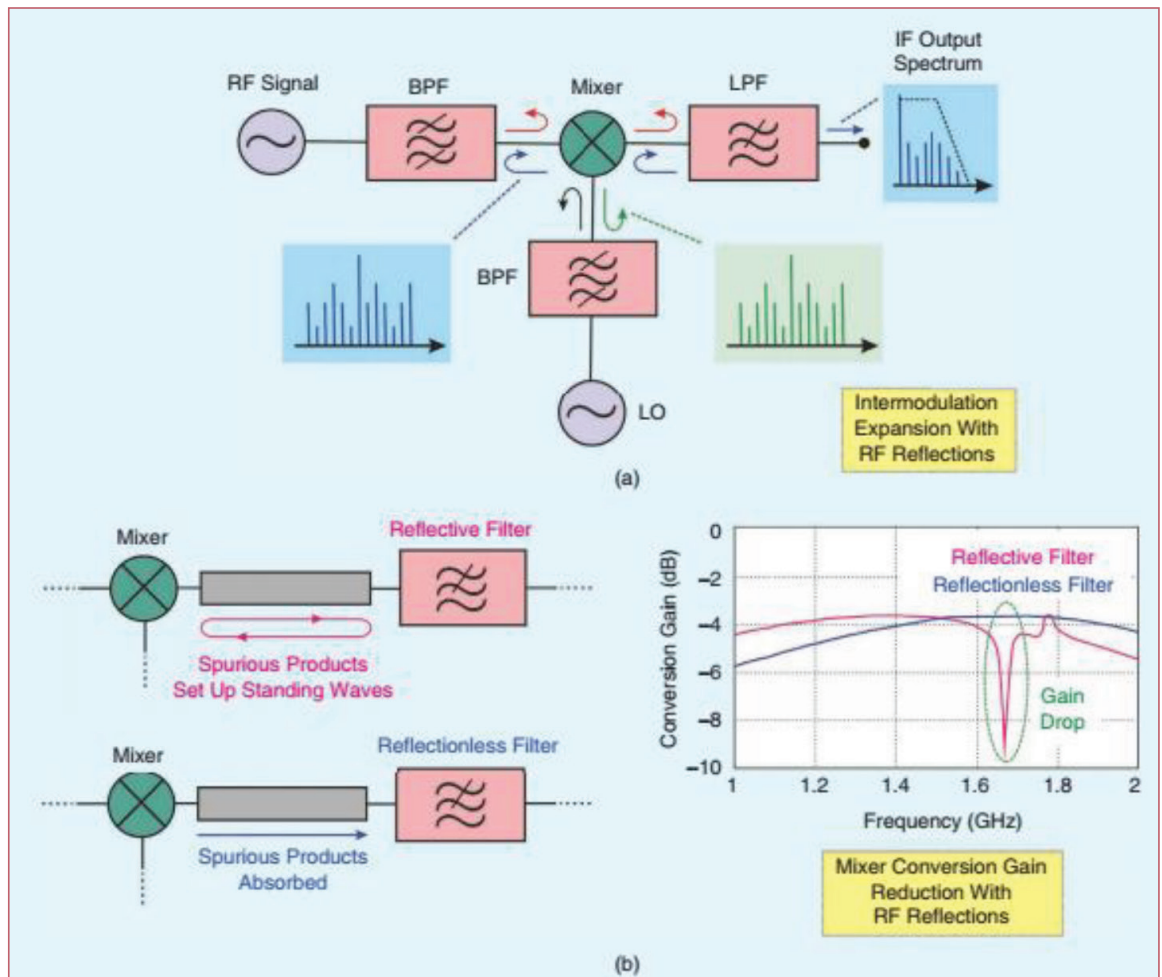 IF Output
Spectrum
RF Signal
BPF
Mixer
LPF
BPF
LO
Intermodulation
Expansion With
RF Reflections
(a)
Mixer
Reflective Filter
Spurious Products
Set Up Standing Waves
Mixer
Reflectionless Filter
Spurious Products
Absorbed
Conversion Gain (dB)
0
–2
–4
–6
–8
–10
Reflective Filter
Reflectionless Filter
Gain
Drop
1
1.2
1.4
1.6
1.8
2
Frequency (GHz)
Mixer Conversion Gain
Reduction With
RF Reflections
(b)